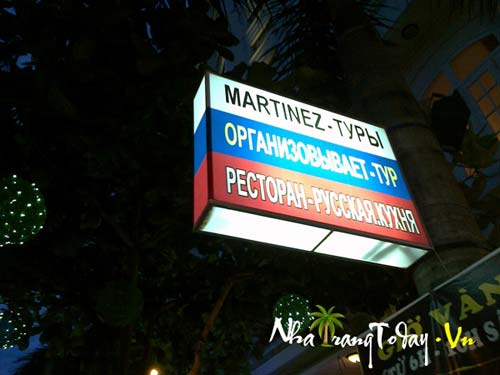 MARTINEZ-ТУРЫ
ОРГАНИЗОВЫВАЕТ-ТУР
РЕСТОРАН-РУССКАЯ.КУХНЯ
NhaTrangToday.Vn